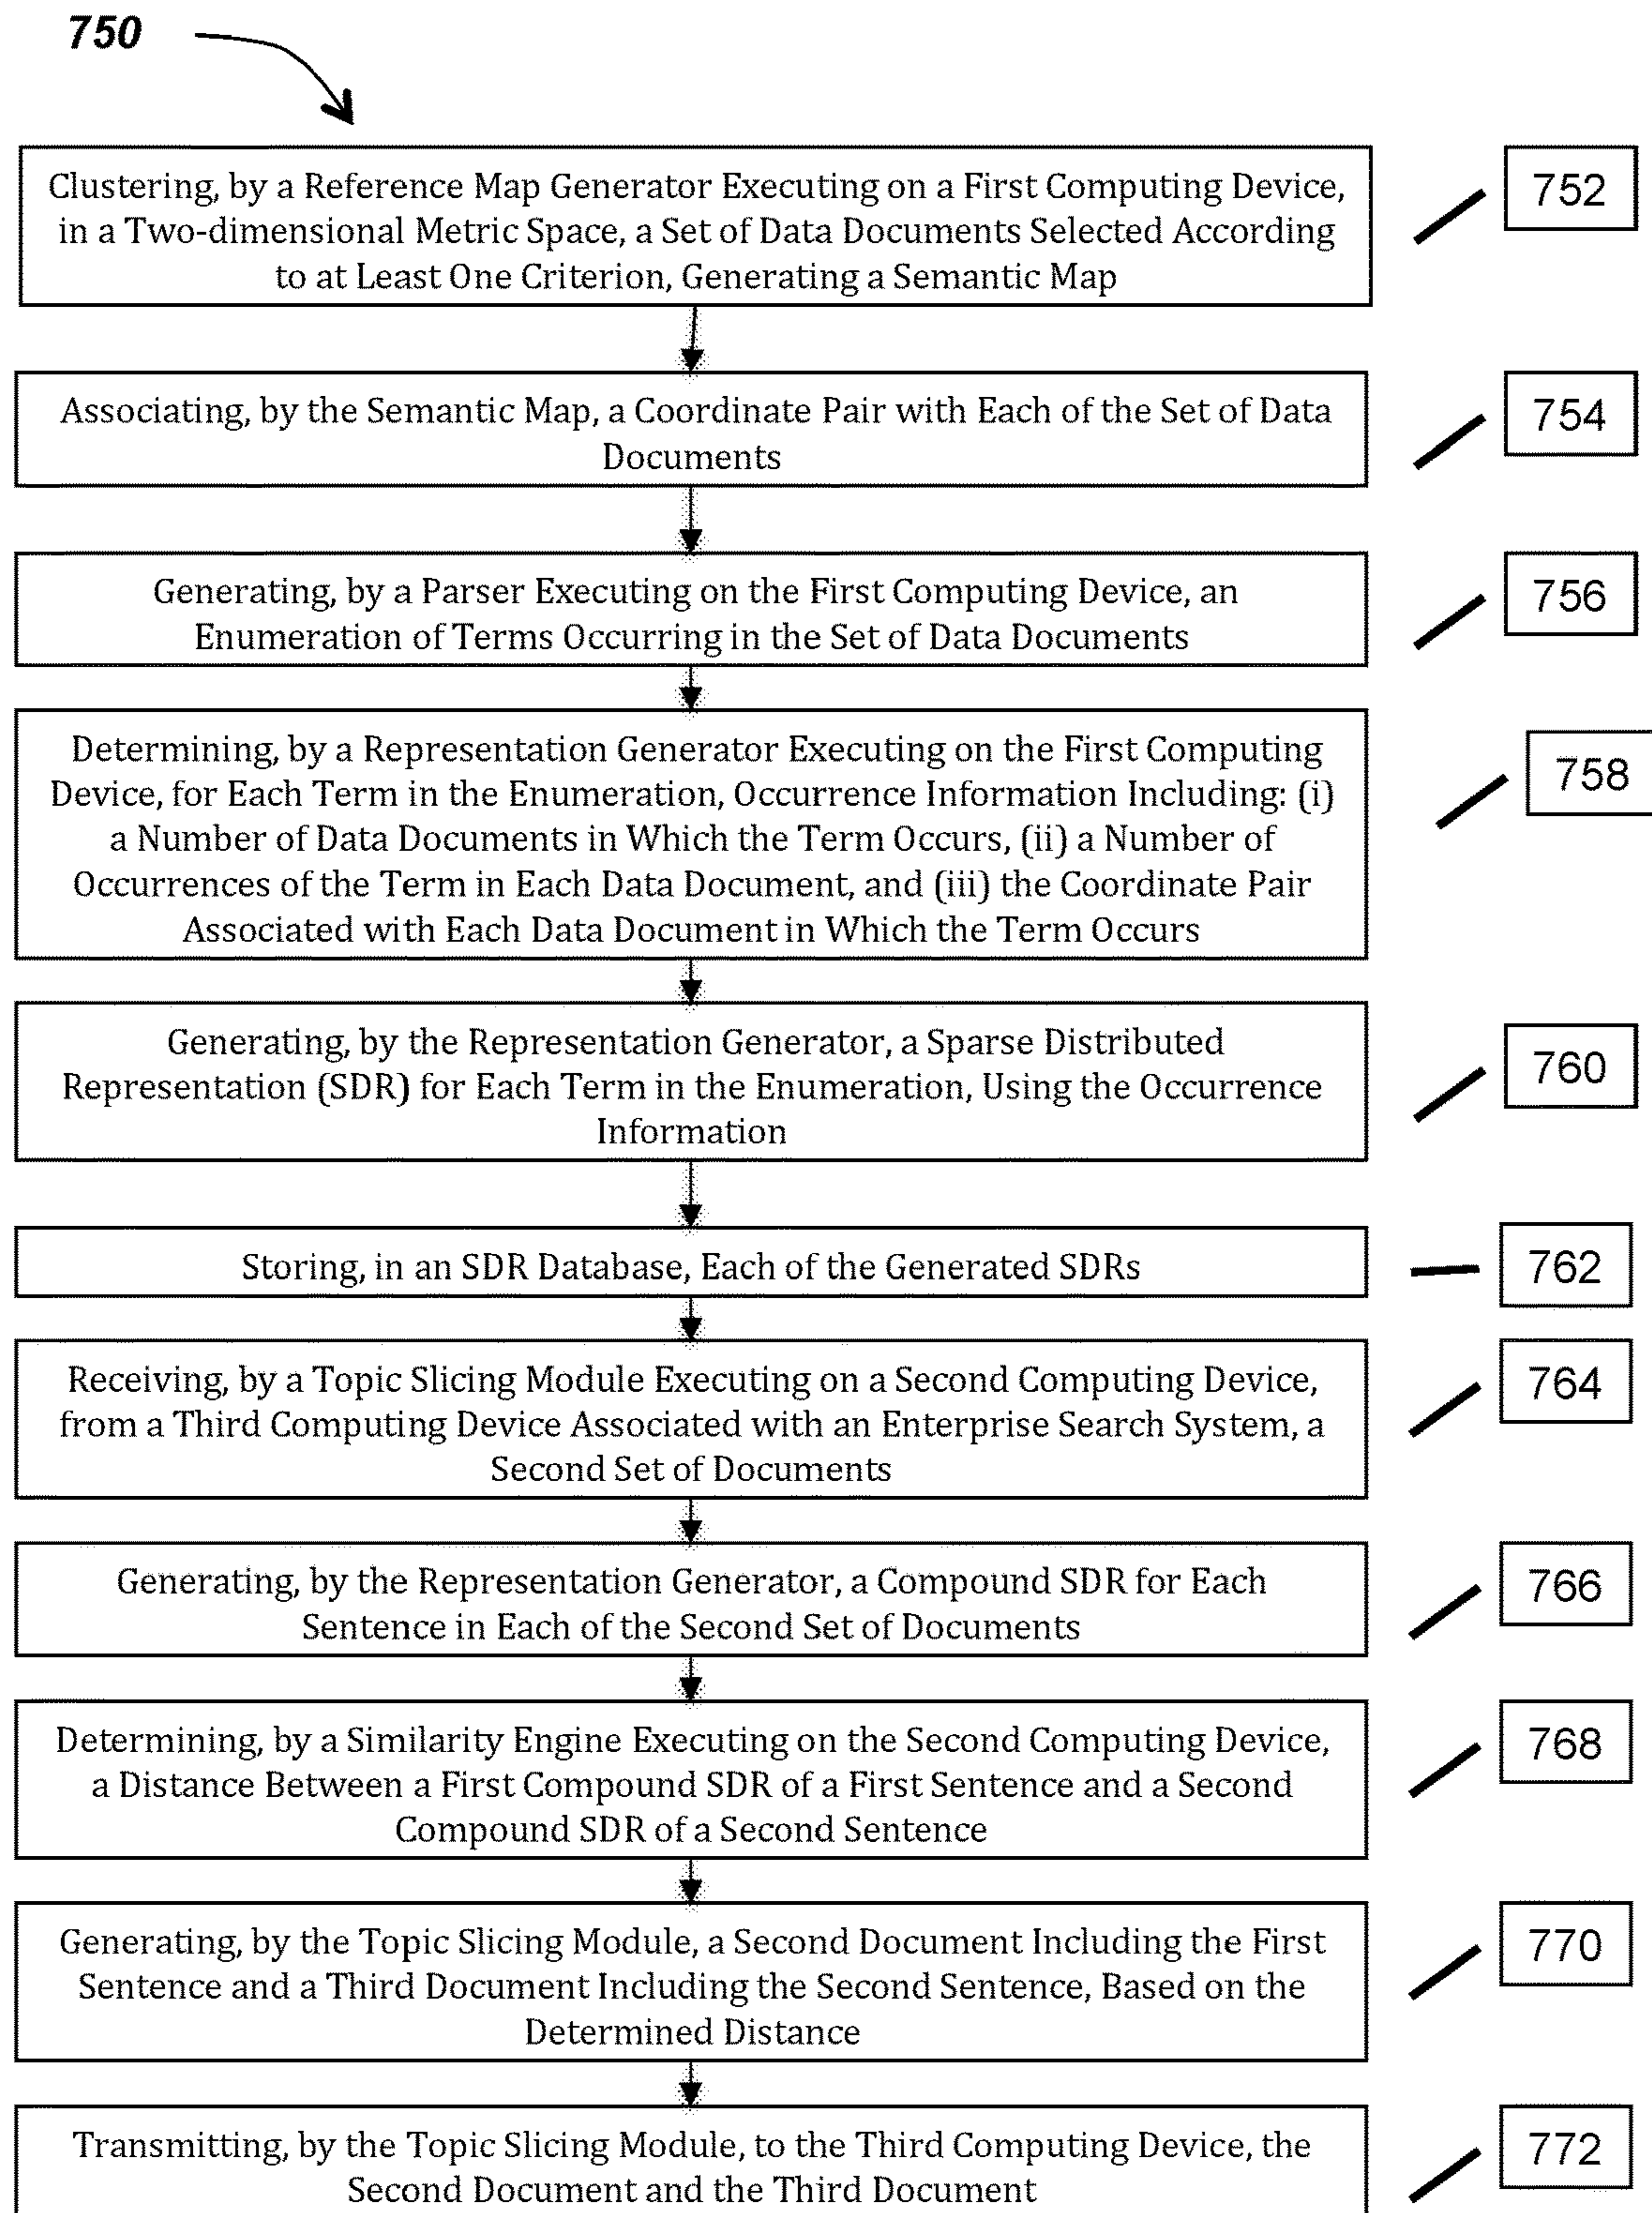 750
Clustering, by a Reference Map Generator Executing on a First Computing Device,
in a Two-dimensional Metric Space, a Set of Data Documents Selected According
to at Least One Criterion, Generating a Semantic Map
752
Associating, by the Semantic Map, a Coordinate Pair with Each of the Set of Data
Documents
754
Generating, by a Parser Executing on the First Computing Device, an
Enumeration of Terms Occurring in the Set of Data Documents
756
Determining, by a Representation Generator Executing on the First Computing
Device, for Each Term in the Enumeration, Occurrence Information Including: (i)
a Number of Data Documents in Which the Term Occurs, (ii) a Number of
Occurrences of the Term in Each Data Document, and (iii) the Coordinate Pair
Associated with Each Data Document in Which the Term Occurs
758
Generating, by the Representation Generator, a Sparse Distributed
Representation (SDR) for Each Term in the Enumeration, Using the Occurrence
Information
760
Storing, in an SDR Database, Each of the Generated SDRs
762
Receiving, by a Topic Slicing Module Executing on a Second Computing Device,
from a Third Computing Device Associated with an Enterprise Search System, a
Second Set of Documents
764
Generating, by the Representation Generator, a Compound SDR for Each
Sentence in Each of the Second Set of Documents
766
Determining, by a Similarity Engine Executing on the Second Computing Device,
a Distance Between a First Compound SDR of a First Sentence and a Second
Compound SDR of a Second Sentence
768
Generating, by the Topic Slicing Module, a Second Document Including the First
Sentence and a Third Document Including the Second Sentence, Based on the
Determined Distance
770
Transmitting, by the Topic Slicing Module, to the Third Computing Device, the
Second Document and the Third Document
772